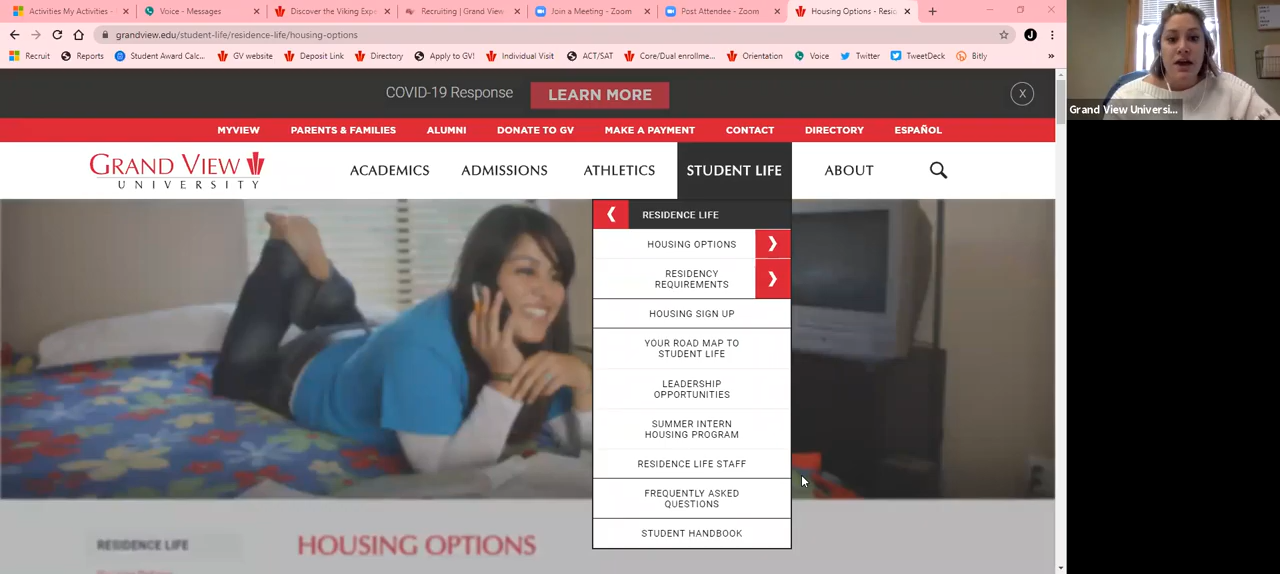 Activities My Activities -
Voice - Messages
Discover the Viking Expe
Recruiting | Grand View
Join a Meeting - Zoom
Post Attendee - Zoom
Housing Options - Resid
grandview.edu/student-life/residence-life/housing-options
Recruit
Reports
Student Award Calc...
GV website
Deposit Link
Directory
Apply to GV!
Individual Visit
ACT/SAT
Core/Dual enrollme...
Orientation
Voice
Twitter
TweetDeck
Bitly
COVID-19 Response
LEARN MORE
X
MYVIEW
PARENTS & FAMILIES
ALUMNI
DONATE TO GV
MAKE A PAYMENT
CONTACT
DIRECTORY
ESPAÑOL
GRAND VIEW
UNIVERSITY
ACADEMICS
ADMISSIONS
ATHLETICS
STUDENT LIFE
ABOUT
RESIDENCE LIFE
HOUSING OPTIONS
RESIDENCY
REQUIREMENTS
HOUSING SIGN UP
YOUR ROAD MAP TO
STUDENT LIFE
LEADERSHIP
OPPORTUNITIES
SUMMER INTERN
HOUSING PROGRAM
RESIDENCE LIFE STAFF
FREQUENTLY ASKED
QUESTIONS
STUDENT HANDBOOK
RESIDENCE LIFE
HOUSING OPTIONS
Grand View Universi...